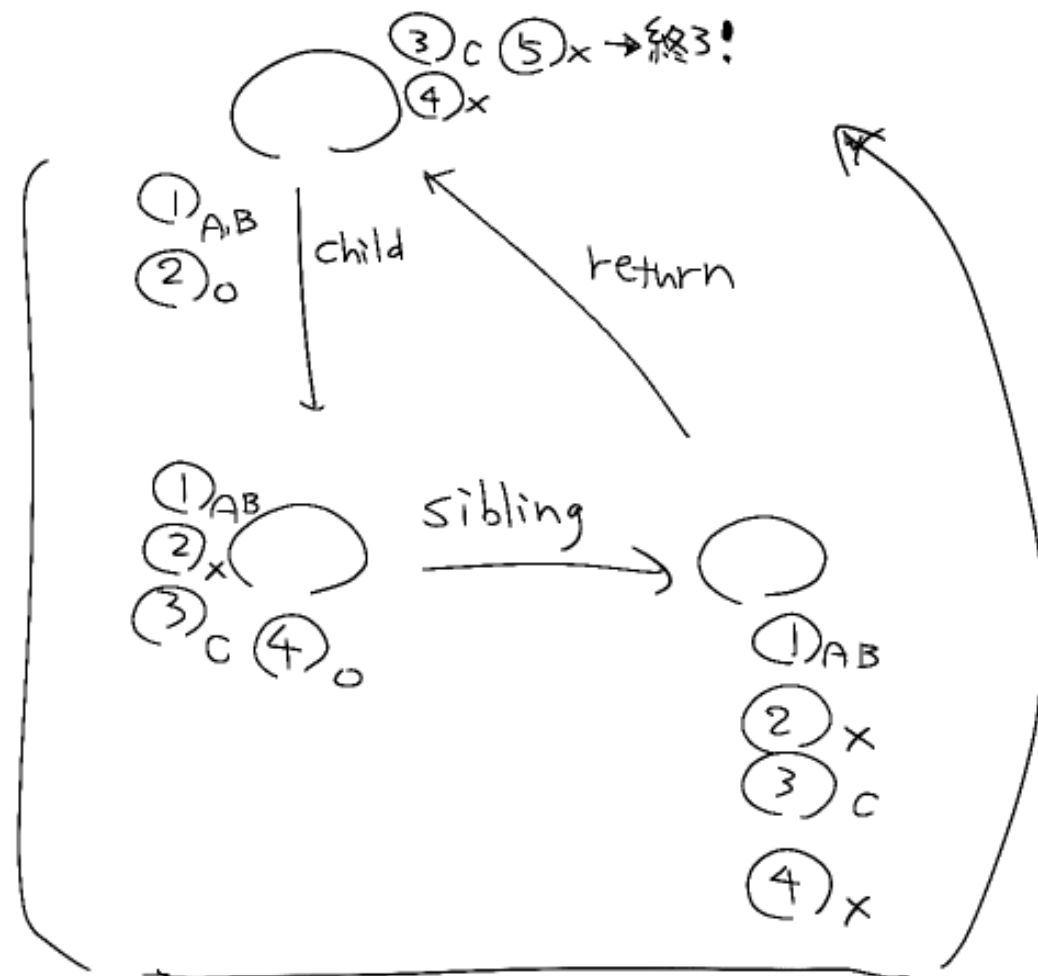 ③C ⑤x→終了!
④x
①A,B
②o
child
return
①AB
②x
③C ④o
sibling
①AB
②x
③C
④x